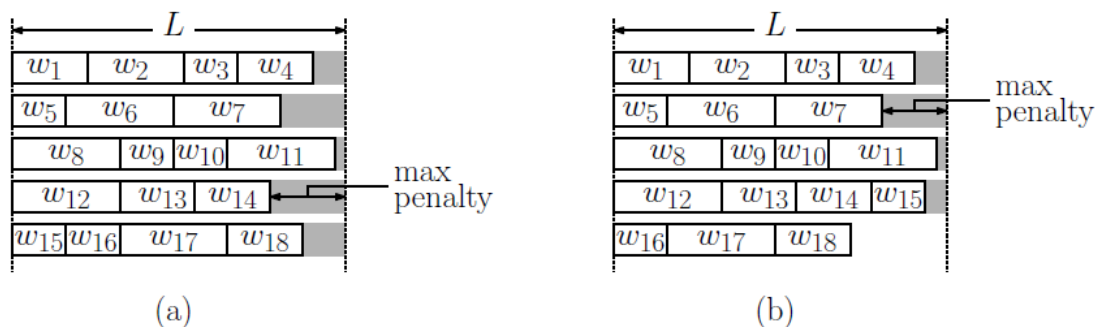 L
w₁ w₂ w₃ w₄
w₅ w₆ w₇
w₈ w₉ w₁₀ w₁₁
w₁₂ w₁₃ w₁₄
max
penalty
w₁₅ w₁₆ w₁₇ w₁₈
(a)
L
w₁ w₂ w₃ w₄
max
penalty
w₅ w₆ w₇
w₈ w₉ w₁₀ w₁₁
w₁₂ w₁₃ w₁₄ w₁₅
w₁₆ w₁₇ w₁₈
(b)